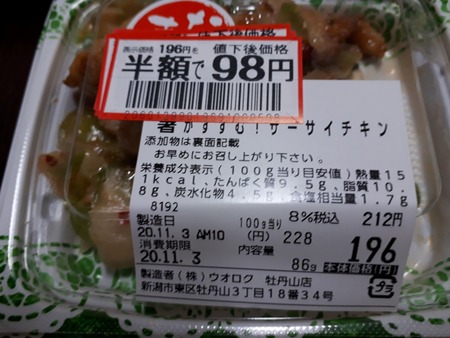 値下後価格
表示価格 196円を 値下後価格
半額で 98円
箸がすすむ!ザーサイチキン
添加物は裏面記載
お早めにお召し上がり下さい。
栄養成分表示(100g当り目安値)熱量15
1kcal、たんぱく質9.5g、脂質10.
8g、炭水化物4.5g、食塩相当量1.7g
8192
製造日 100g当り 8%税込 212円
20.11.3 AM10 (円) 228
消費期限 内容量 196
20.11.3 86g 本体価格(円)
製造者(株)ウオロク 牡丹山店
新潟市東区牡丹山3丁目18番34号
プラ